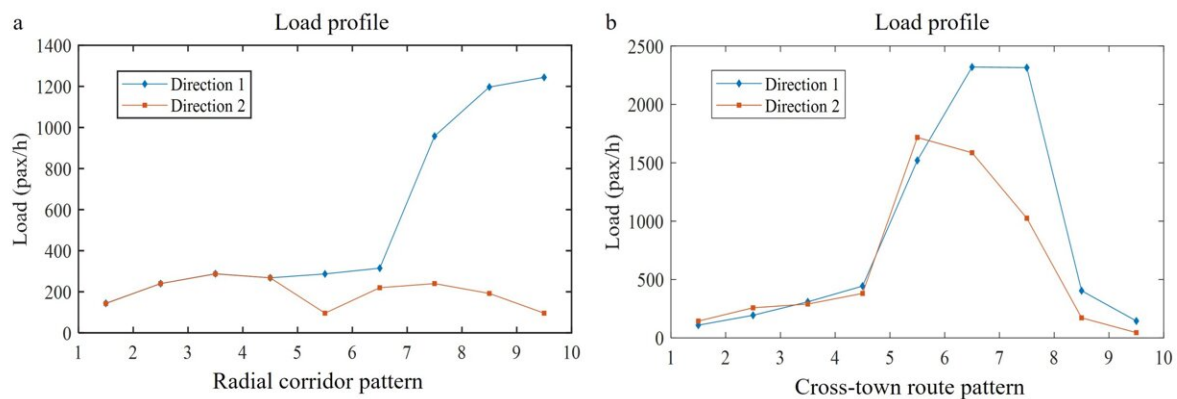 a
Load profile
1400
1200
1000
800
600
400
200
0
Load (pax/h)
Direction 1
Direction 2
1 2 3 4 5 6 7 8 9 10
Radial corridor pattern
b
Load profile
2500
2000
1500
1000
500
0
Load (pax/h)
Direction 1
Direction 2
1 2 3 4 5 6 7 8 9 10
Cross-town route pattern